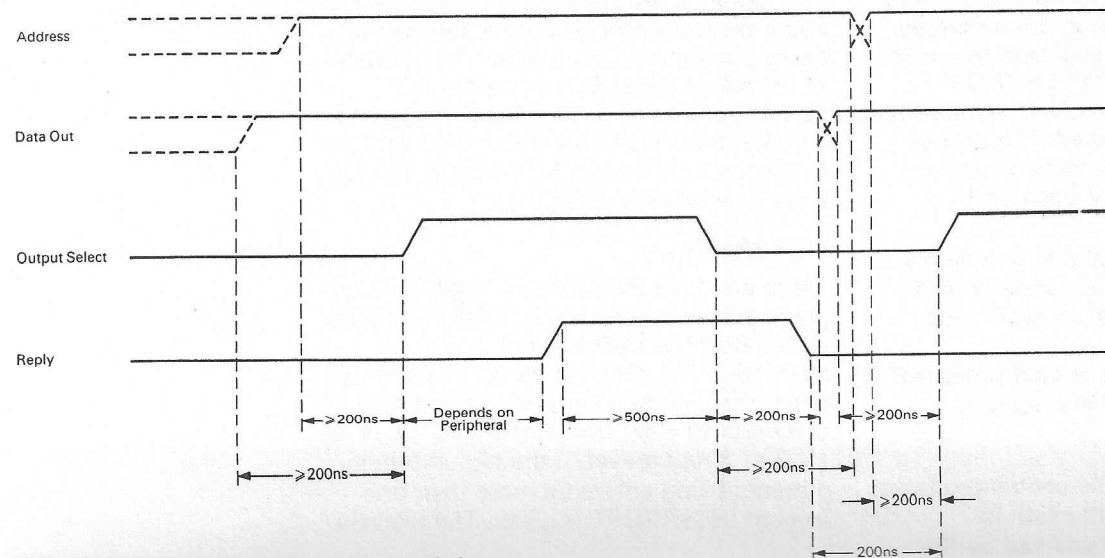 Address
Data Out
Output Select
Reply
≥200ns
Depends on
Peripheral
≥500ns
≥200ns
≥200ns
≥200ns
≥200ns
≥200ns
200ns